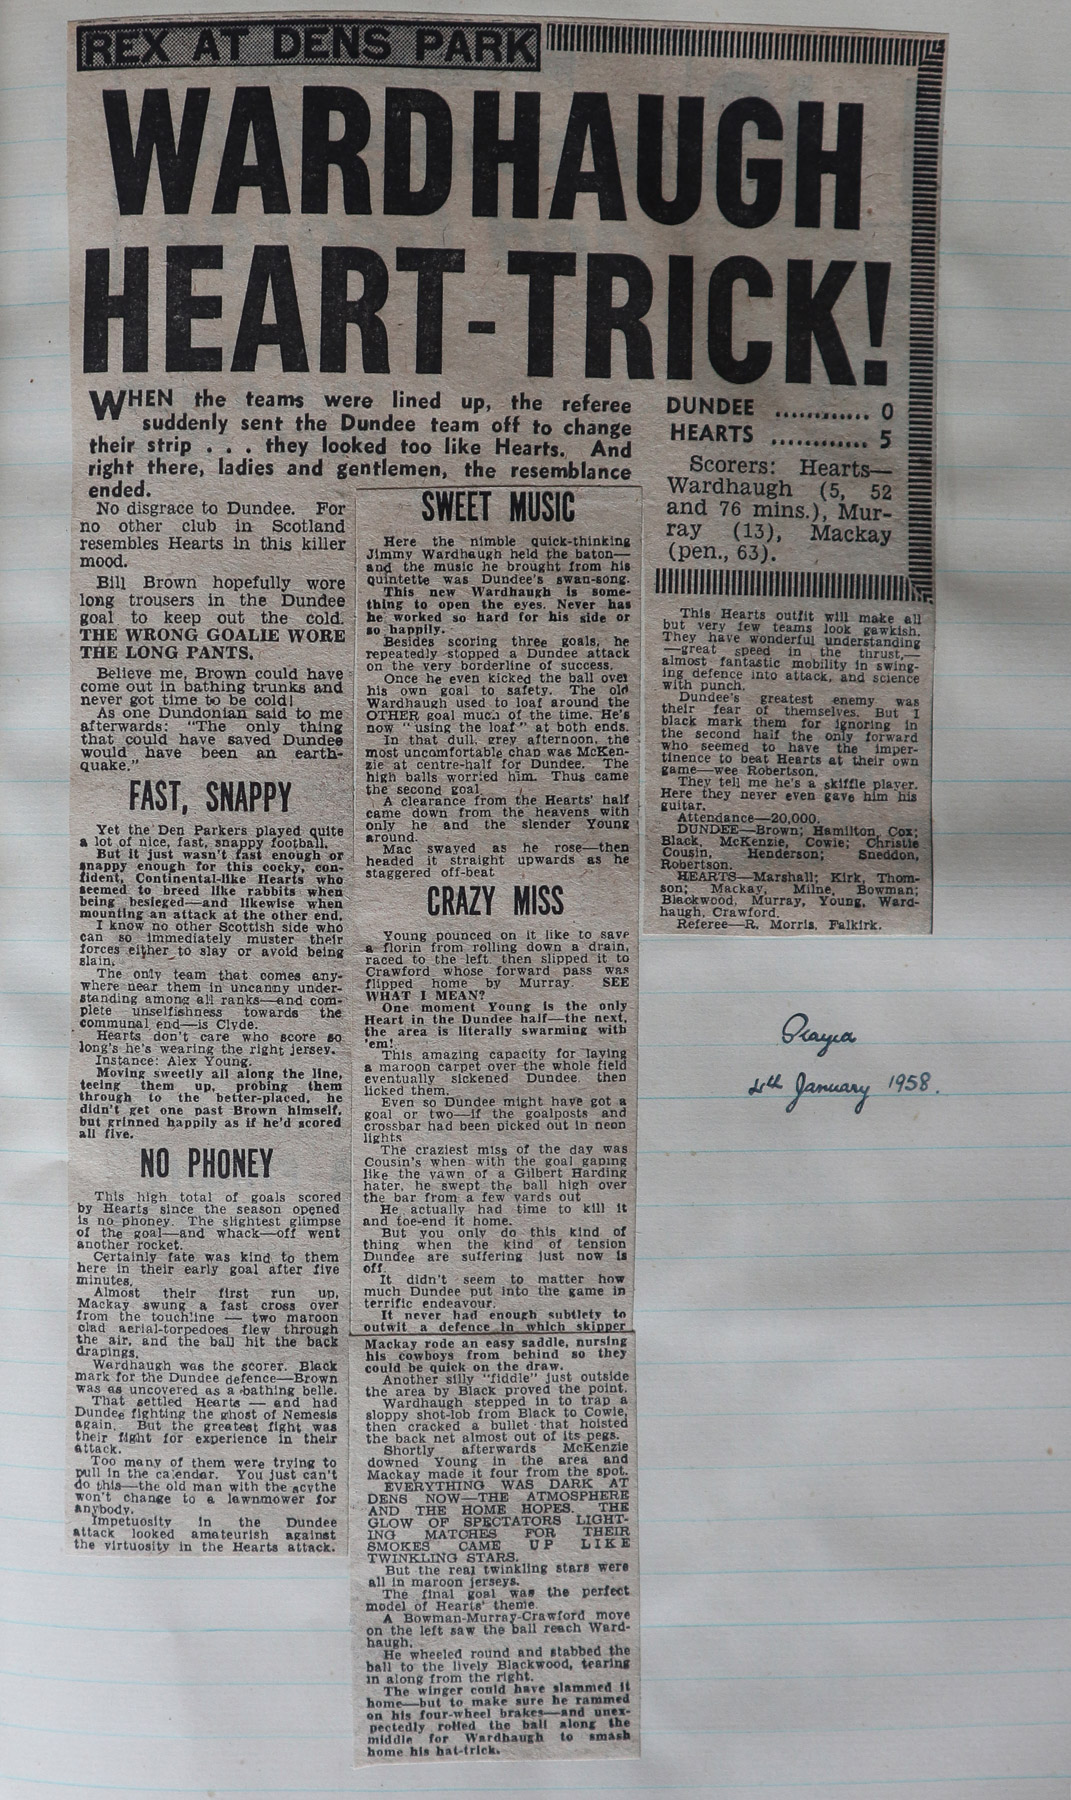 REX AT DENS PARK
WARDHAUGH
HEART-TRICK!
WHEN the teams were lined up, the referee
suddenly sent the Dundee team off to change
their strip . . . they looked too like Hearts. And
right there, ladies and gentlemen, the resemblance
ended.
No disgrace to Dundee. For
no other club in Scotland
resembles Hearts in this killer
mood.
Bill Brown hopefully wore
long trousers in the Dundee
goal to keep out the cold.
THE WRONG GOALIE WORE
THE LONG PANTS.
Believe me, Brown could have
come out in bathing trunks and
never got time to be cold!
As one Dundonian said to me
afterwards: "The only thing
that could have saved Dundee
would have been an earth-
quake."
FAST, SNAPPY
Yet the Den Parkers played quite
a lot of nice, fast, snappy football.
But it just wasn't fast enough or
snappy enough for this cocky, con-
fident, Continental-like Hearts who
seemed to breed like rabbits when
being besieged—and likewise when
mounting an attack at the other end.
I know no other Scottish side who
can so immediately muster their
forces either to slay or avoid being
slain.
The only team that comes any-
where near them in uncanny under-
standing among all ranks—and com-
plete unselfishness towards the
communal end—is Clyde.
Hearts don't care who score so
long's he's wearing the right jersey.
Instance: Alex Young.
Moving sweetly all along the line,
teeing them up, probing them
through to the better-placed, he
didn't get one past Brown himself,
but grinned happily as if he'd scored
all five.
NO PHONEY
This high total of goals scored
by Hearts since the season opened
is no phoney. The slightest glimpse
of the goal—and whack—off went
another rocket.
Certainly fate was kind to them
here in their early goal after five
minutes.
Almost their first run up,
Mackay swung a fast cross over
from the touchline — two maroon
clad aerial-torpedoes flew through
the air, and the ball hit the back
drapings.
Wardhaugh was the scorer. Black
mark for the Dundee defence—Brown
was as uncovered as a bathing belle.
That settled Hearts — and had
Dundee fighting the ghost of Nemesis
again. But the greatest fight was
their fight for experience in their
attack.
Too many of them were trying to
pull in the calendar. You just can't
do this—the old man with the scythe
won't change to a lawnmower for
anybody.
Impetuosity in the Dundee
attack looked amateurish against
the virtuosity in the Hearts attack.
SWEET MUSIC
Here the nimble quick-thinking
Jimmy Wardhaugh held the baton—
and the music he brought from his
quintette was Dundee's swan-song.
This new Wardhaugh is some-
thing to open the eyes. Never has
he worked so hard for his side or
so happily.
Besides scoring three goals, he
repeatedly stopped a Dundee attack
on the very borderline of success.
Once he even kicked the ball over
his own goal to safety. The old
Wardhaugh used to loaf around the
OTHER goal much of the time. He's
now "using the loaf" at both ends.
In that dull, grey afternoon, the
most uncomfortable chap was McKen-
zie at centre-half for Dundee. The
high balls worried him. Thus came
the second goal.
A clearance from the Hearts' half
came down from the heavens with
only he and the slender Young
around.
Mac swayed as he rose—then
headed it straight upwards as he
staggered off-beat
CRAZY MISS
Young pounced on it like to save
a florin from rolling down a drain,
raced to the left, then slipped it to
Crawford whose forward pass was
flipped home by Murray. SEE
WHAT I MEAN?
One moment Young is the only
Heart in the Dundee half—the next,
the area is literally swarming with
'em!
This amazing capacity for laying
a maroon carpet over the whole field
eventually sickened Dundee, then
licked them.
Even so Dundee might have got a
goal or two—if the goalposts and
crossbar had been picked out in neon
lights
The craziest miss of the day was
Cousin's when with the goal gaping
like the yawn of a Gilbert Harding
hater, he swept the ball high over
the bar from a few yards out
He actually had time to kill it
and toe-end it home.
But you only do this kind of
thing when the kind of tension
Dundee are suffering just now is
off.
It didn't seem to matter how
much Dundee put into the game in
terrific endeavour.
It never had enough subtlety to
outwit a defence in which skipper
Mackay rode an easy saddle, nursing
his cowboys from behind so they
could be quick on the draw.
Another silly "fiddle" just outside
the area by Black proved the point.
Wardhaugh stepped in to trap a
sloppy shot-lob from Black to Cowie,
then cracked a bullet that hoisted
the back net almost out of its pegs.
Shortly afterwards McKenzie
downed Young in the area and
Mackay made it four from the spot.
EVERYTHING WAS DARK AT
DENS NOW—THE ATMOSPHERE
AND THE HOME HOPES. THE
GLOW OF SPECTATORS LIGHT-
ING MATCHES FOR THEIR
SMOKES CAME UP LIKE
TWINKLING STARS.
But the real twinkling stars were
all in maroon jerseys.
The final goal was the perfect
model of Hearts' theme.
A Bowman-Murray-Crawford move
on the left saw the ball reach Ward-
haugh.
He wheeled round and stabbed the
ball to the lively Blackwood, tearing
in along from the right.
The winger could have slammed it
home—but to make sure he rammed
on his four-wheel brakes—and unex-
pectedly rolled the ball along the
middle for Wardhaugh to smash
home his hat-trick.
DUNDEE ............ 0
HEARTS ............ 5
Scorers: Hearts—
Wardhaugh (5, 52
and 76 mins.), Mur-
ray (13), Mackay
(pen., 63).
This Hearts outfit will make all
but very few teams look gawkish.
They have wonderful understanding
—great speed in the thrust,—
almost fantastic mobility in swing-
ing defence into attack, and science
with punch.
Dundee's greatest enemy was
their fear of themselves. But I
black mark them for ignoring in
the second half the only forward
who seemed to have the imper-
tinence to beat Hearts at their own
game—wee Robertson.
They tell me he's a skiffle player.
Here they never even gave him his
guitar.
Attendance—20,000.
DUNDEE—Brown; Hamilton, Cox;
Black, McKenzie, Cowie; Christie
Cousin, Henderson; Sneddon,
Robertson.
HEARTS—Marshall; Kirk, Thom-
son; Mackay, Milne, Bowman;
Blackwood, Murray, Young, Ward-
haugh, Crawford.
Referee—R. Morris, Falkirk.
Played
4th January 1958.